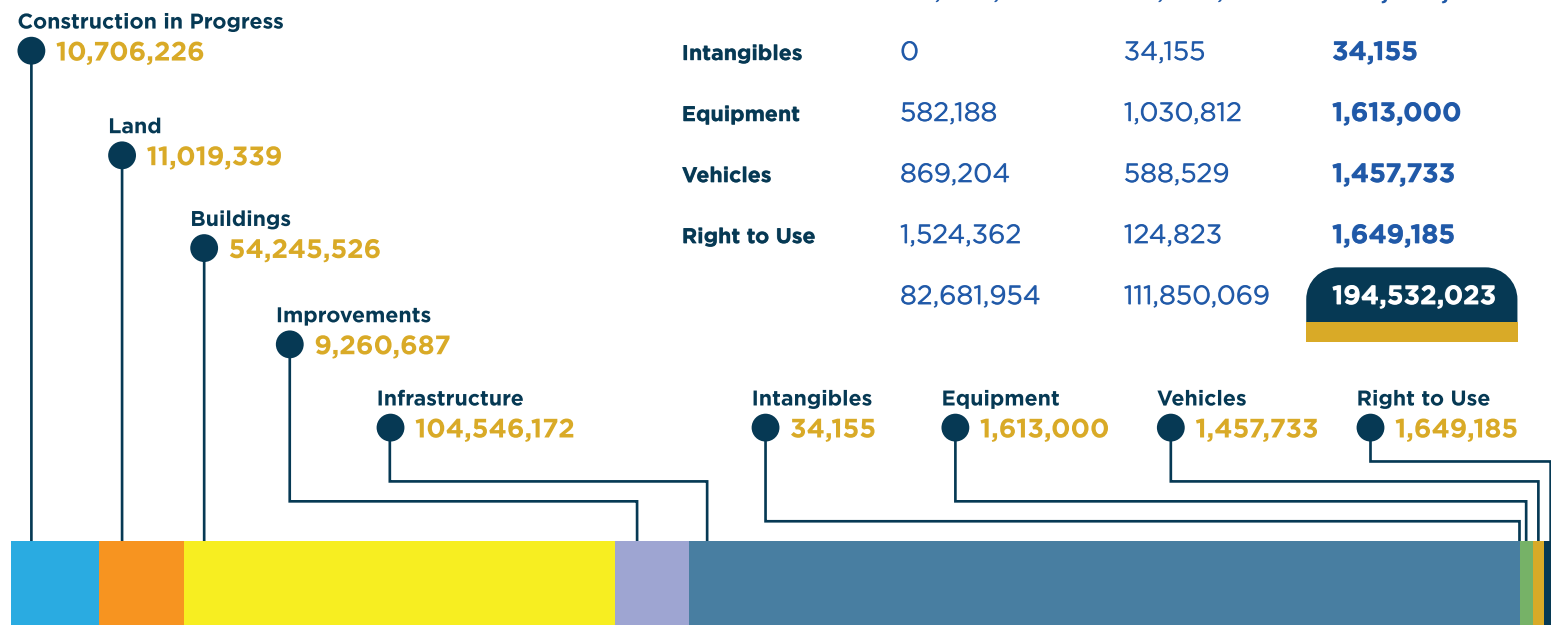 Construction in Progress
10,706,226
Land
11,019,339
Buildings
54,245,526
Improvements
9,260,687
Infrastructure
104,546,172
Intangibles 0 34,155 34,155
Equipment 582,188 1,030,812 1,613,000
Vehicles 869,204 588,529 1,457,733
Right to Use 1,524,362 124,823 1,649,185
82,681,954 111,850,069 194,532,023
Intangibles
34,155
Equipment
1,613,000
Vehicles
1,457,733
Right to Use
1,649,185